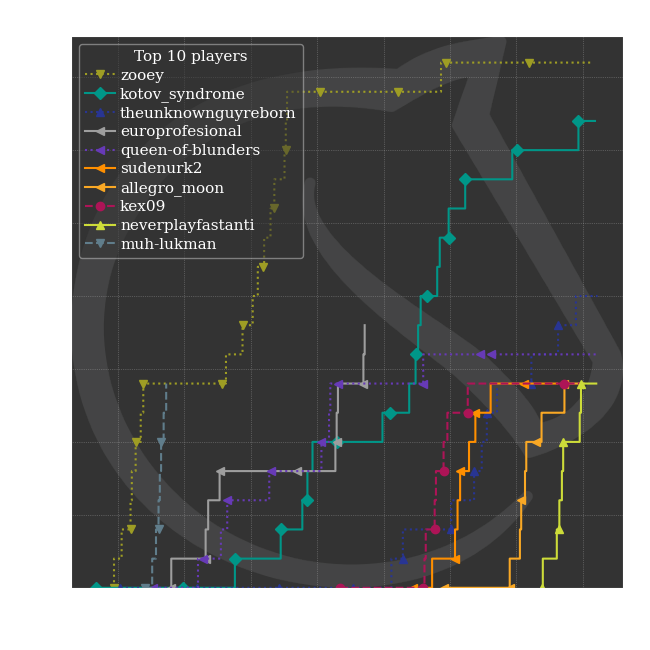 Top 10 players
zooey
kotov_syndrome
theunknownguyreborn
europrofesional
queen-of-blunders
sudenurk2
allegro_moon
kex09
neverplayfastanti
muh-lukman